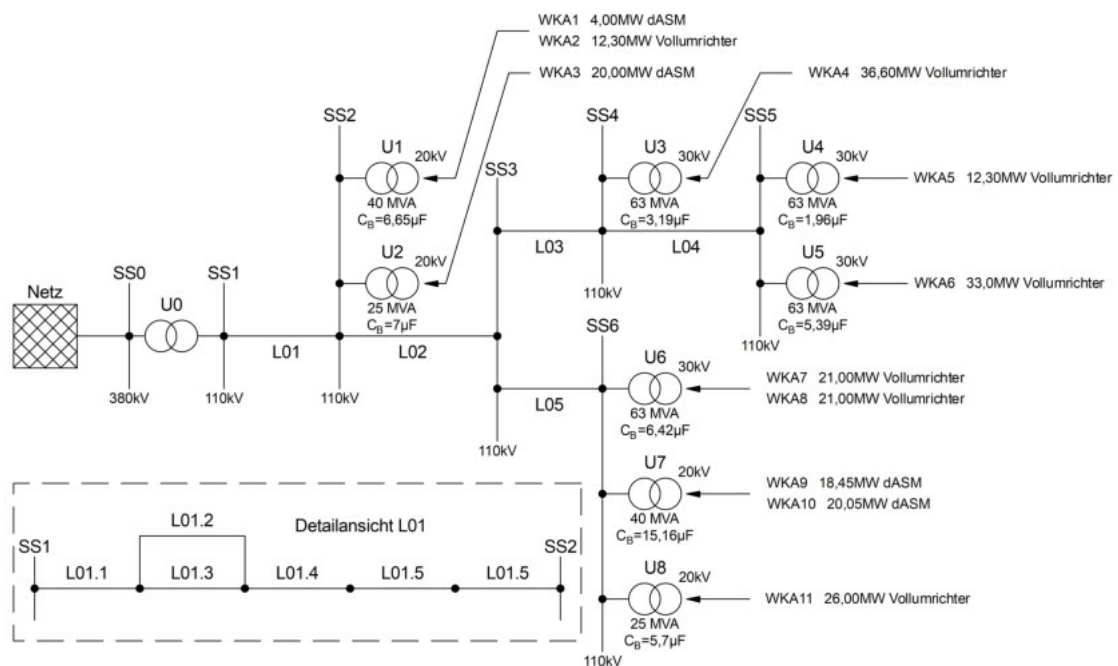 WKA1 4,00MW dASM
WKA2 12,30MW Vollumrichter
WKA3 20,00MW dASM
WKA4 36,60MW Vollumrichter
SS2
U1
20kV
40 MVA
C_B=6,65µF
U2
20kV
25 MVA
C_B=7µF
110kV
SS4
U3
30kV
63 MVA
C_B=3,19µF
110kV
SS5
U4
30kV
63 MVA
C_B=1,96µF
WKA5 12,30MW Vollumrichter
U5
30kV
63 MVA
C_B=5,39µF
WKA6 33,0MW Vollumrichter
110kV
SS3
L03
L04
110kV
Netz
SS0
U0
SS1
380kV
110kV
L01
L02
L05
SS6
U6
30kV
63 MVA
C_B=6,42µF
WKA7 21,00MW Vollumrichter
WKA8 21,00MW Vollumrichter
U7
20kV
40 MVA
C_B=15,16µF
WKA9 18,45MW dASM
WKA10 20,05MW dASM
U8
20kV
25 MVA
C_B=5,7µF
WKA11 26,00MW Vollumrichter
110kV
Detailansicht L01
SS1
L01.1
L01.2
L01.3
L01.4
L01.5
L01.5
SS2